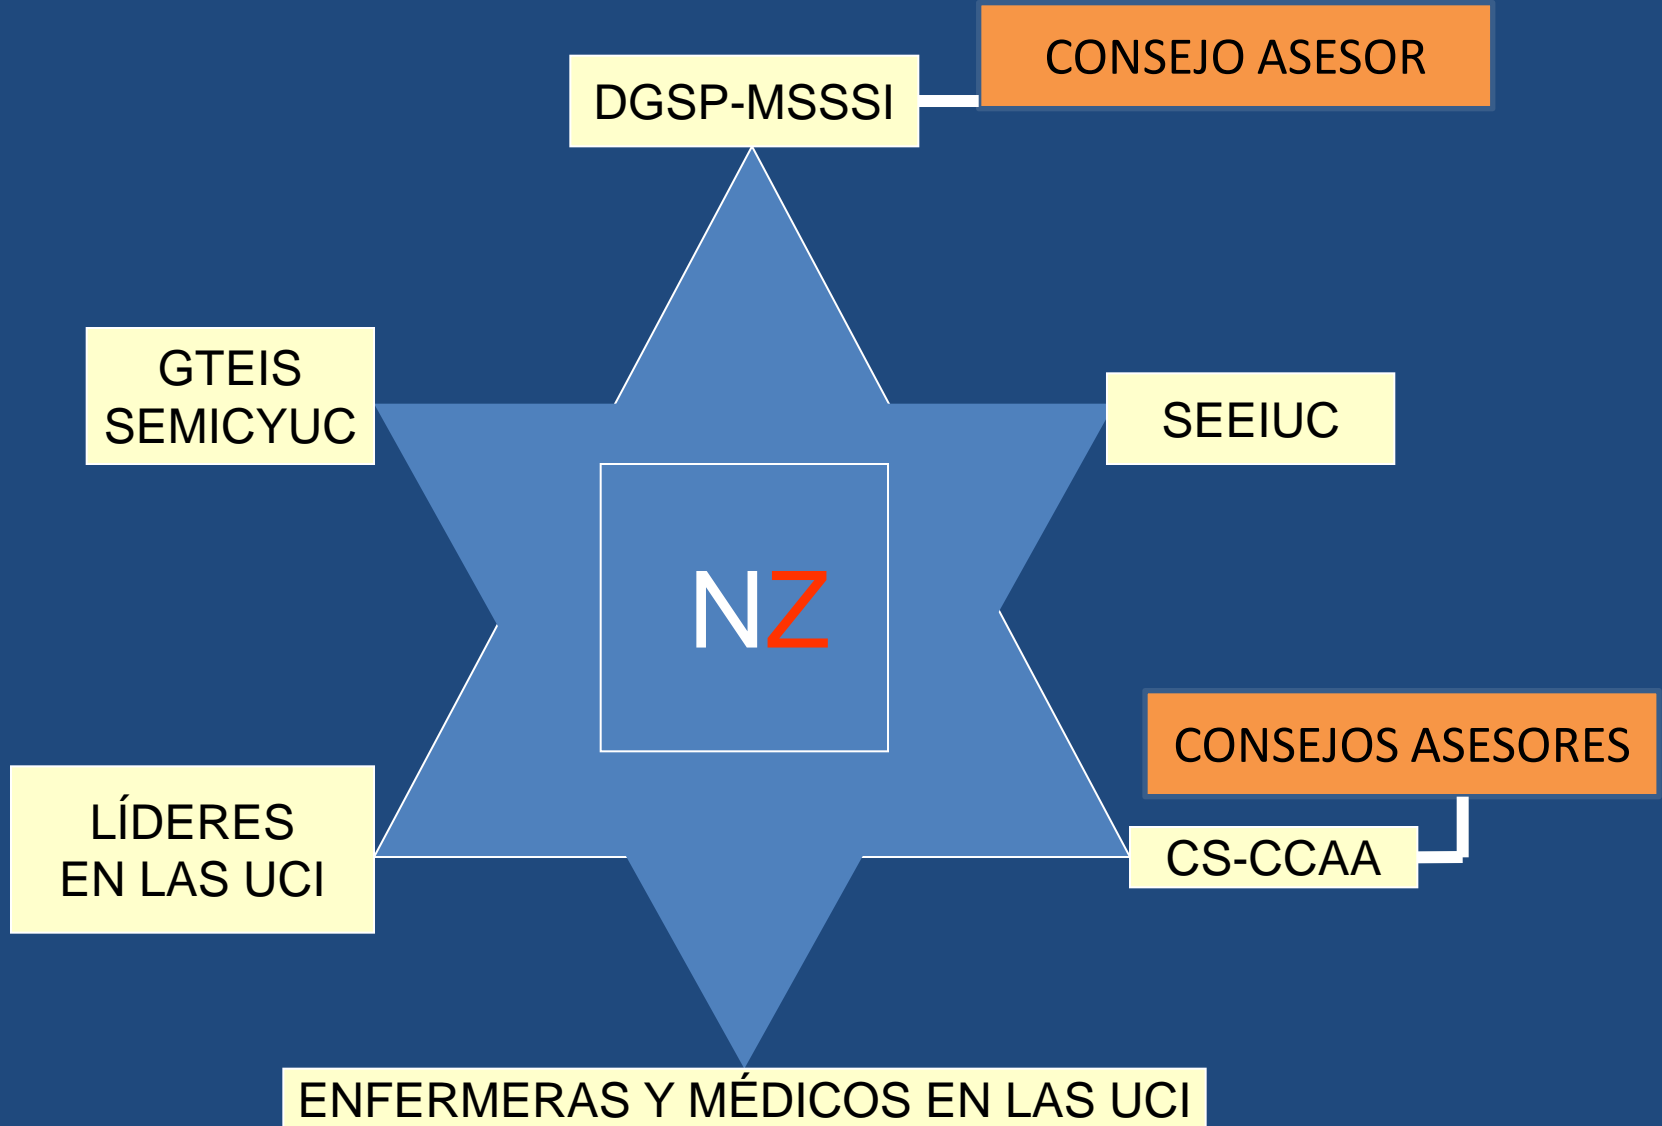 CONSEJO ASESOR
DGSP-MSSSI
GTEIS
SEMICYUC
SEEIUC
NZ
CONSEJOS ASESORES
LÍDERES
EN LAS UCI
CS-CCAA
ENFERMERAS Y MÉDICOS EN LAS UCI